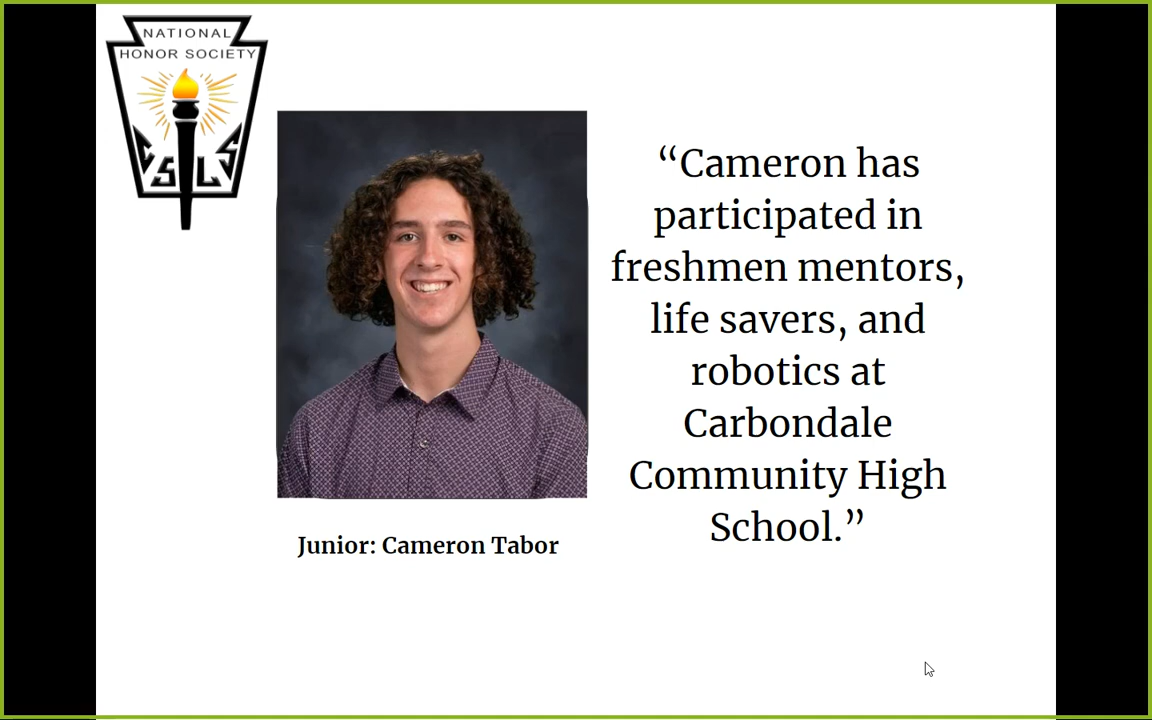 NATIONAL
HONOR SOCIETY
C S L S
“Cameron has
participated in
freshmen mentors,
life savers, and
robotics at
Carbondale
Community High
School.”
Junior: Cameron Tabor